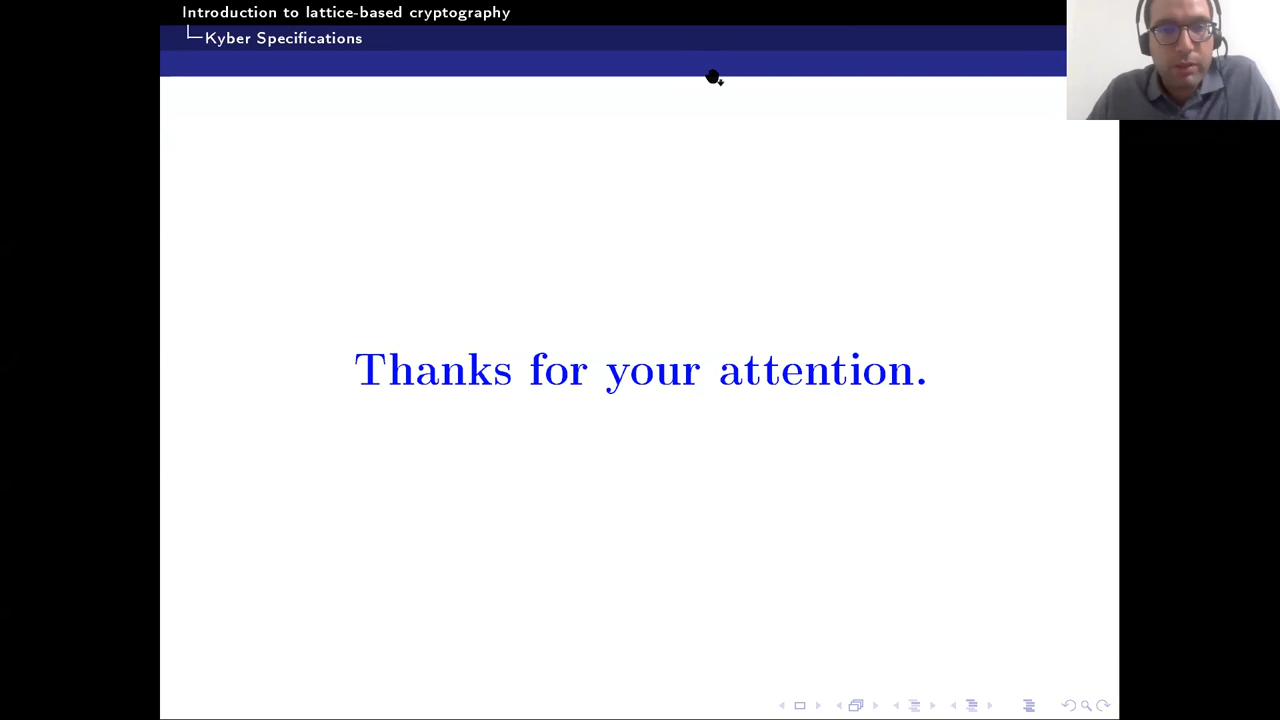 Introduction to lattice-based cryptography
Kyber Specifications
Thanks for your attention.